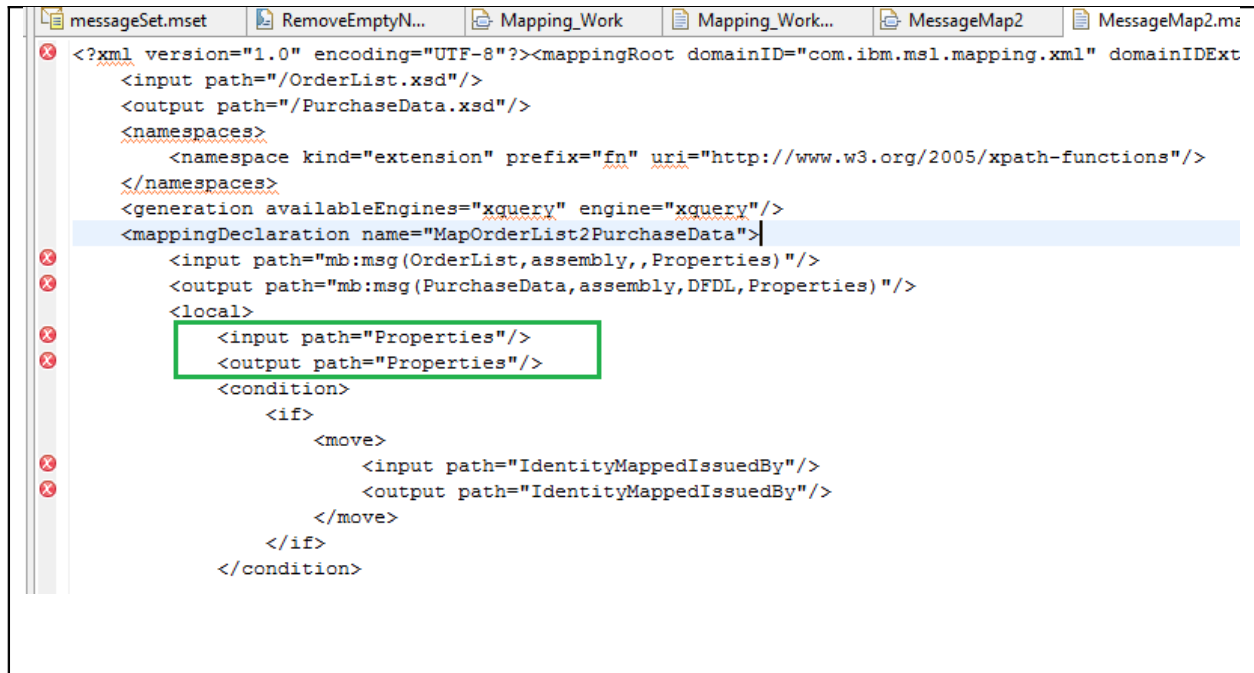 messageSet.mset RemoveEmptyN... Mapping_Work Mapping_Work... MessageMap2 MessageMap2.ma
<?xml version="1.0" encoding="UTF-8"?><mappingRoot domainID="com.ibm.msl.mapping.xml" domainIDExt
<input path="/OrderList.xsd"/>
<output path="/PurchaseData.xsd"/>
<namespaces>
<namespace kind="extension" prefix="fn" uri="http://www.w3.org/2005/xpath-functions"/>
</namespaces>
<generation availableEngines="xquery" engine="xquery"/>
<mappingDeclaration name="MapOrderList2PurchaseData">
<input path="mb:msg(OrderList,assembly,,Properties)"/>
<output path="mb:msg(PurchaseData,assembly,DFDL,Properties)"/>
<local>
<input path="Properties"/>
<output path="Properties"/>
<condition>
<if>
<move>
<input path="IdentityMappedIssuedBy"/>
<output path="IdentityMappedIssuedBy"/>
</move>
</if>
</condition>